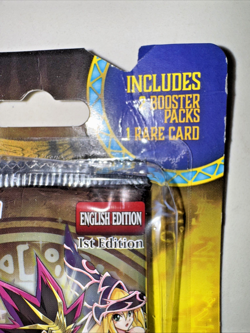 INCLUDES
BOOSTER
PACKS
1 RARE CARD
ENGLISH EDITION
1st Edition